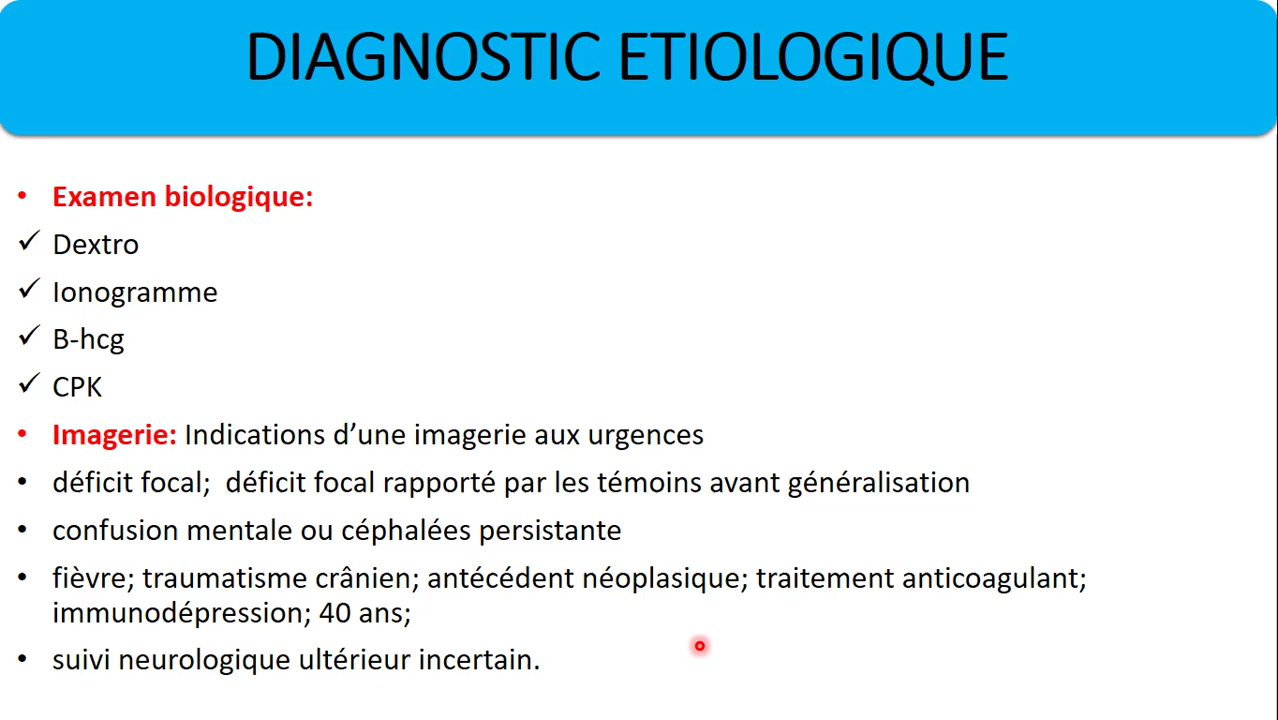 DIAGNOSTIC ETIOLOGIQUE
• Examen biologique:
✓ Dextro
✓ Ionogramme
✓ B-hcg
✓ CPK
• Imagerie: Indications d’une imagerie aux urgences
• déficit focal; déficit focal rapporté par les témoins avant généralisation
• confusion mentale ou céphalées persistante
• fièvre; traumatisme crânien; antécédent néoplasique; traitement anticoagulant;
immunodépression; 40 ans;
• suivi neurologique ultérieur incertain.